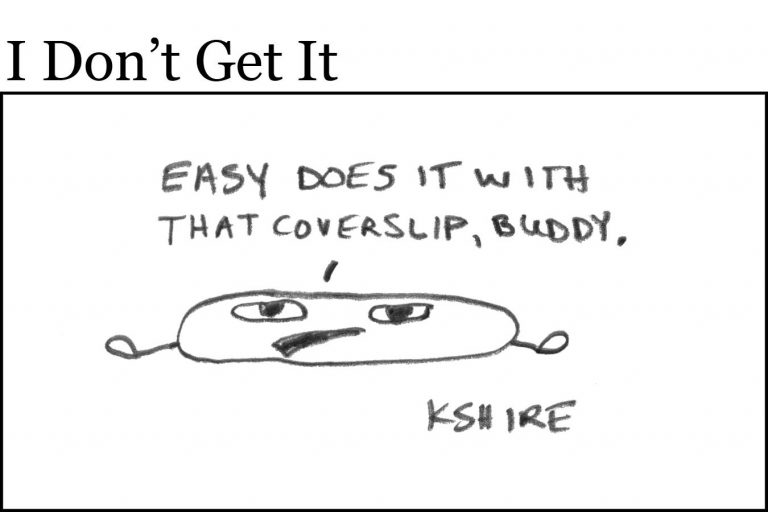 I Don’t Get It
EASY DOES IT WITH
THAT COVERSLIP, BUDDY.
KSHIRE